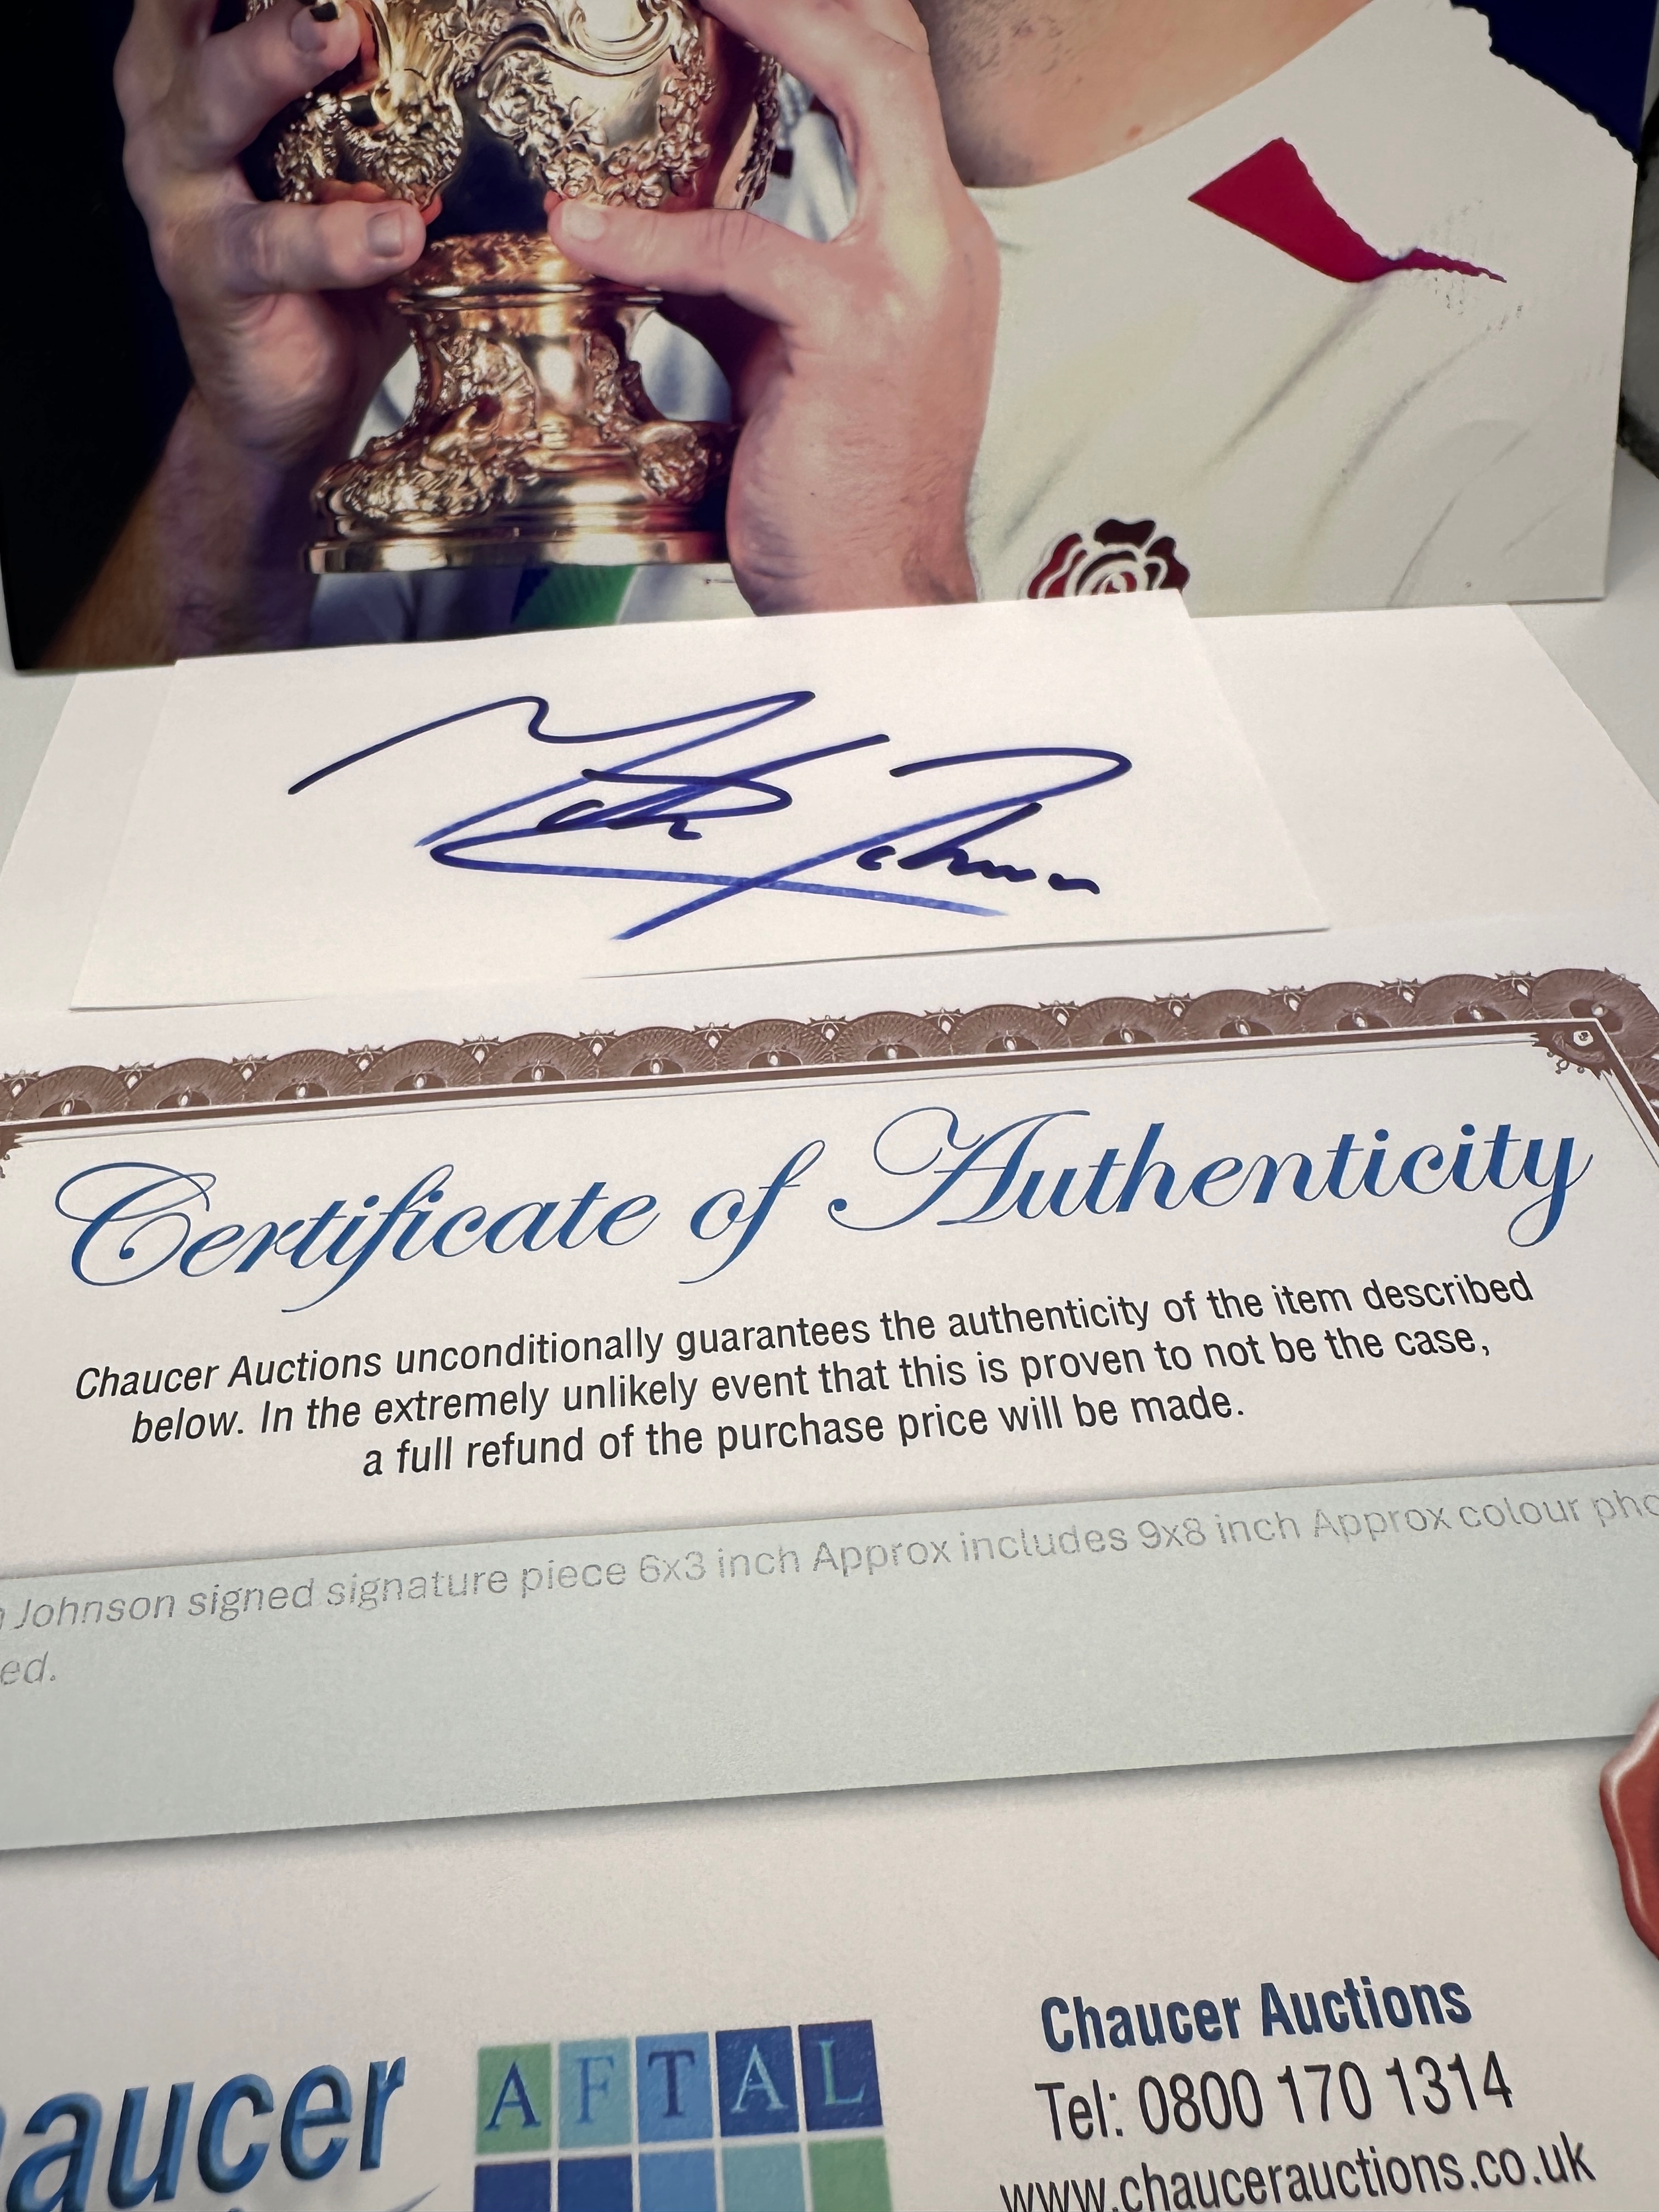 Certificate of Authenticity
Chaucer Auctions unconditionally guarantees the authenticity of the item described
below. In the extremely unlikely event that this is proven to not be the case,
a full refund of the purchase price will be made.
Johnson signed signature piece 6x3 inch Approx includes 9x8 inch Approx colour pho
ed.
aucer
AFTAL
Chaucer Auctions
Tel: 0800 170 1314
www.chaucerauctions.co.uk